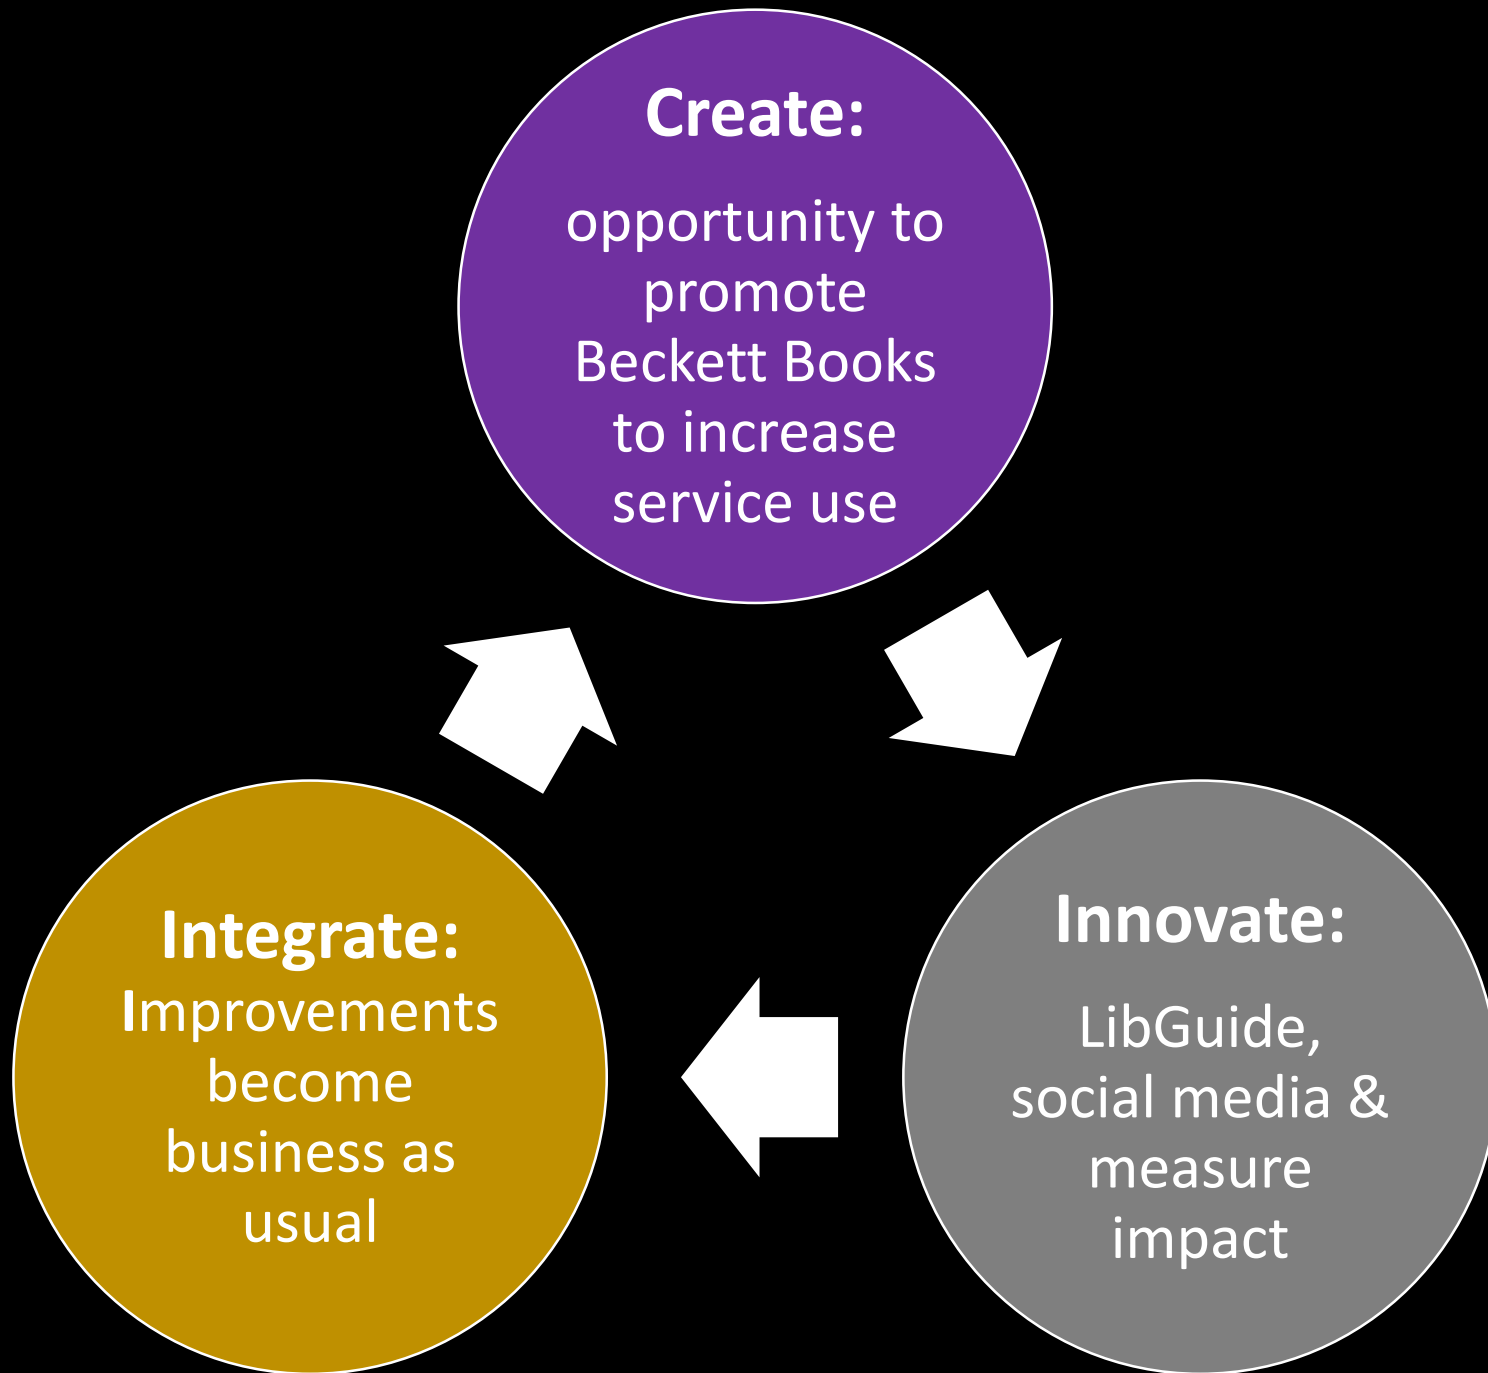 Create:
opportunity to
promote
Beckett Books
to increase
service use
Innovate:
LibGuide,
social media &
measure
impact
Integrate:
Improvements
become
business as
usual